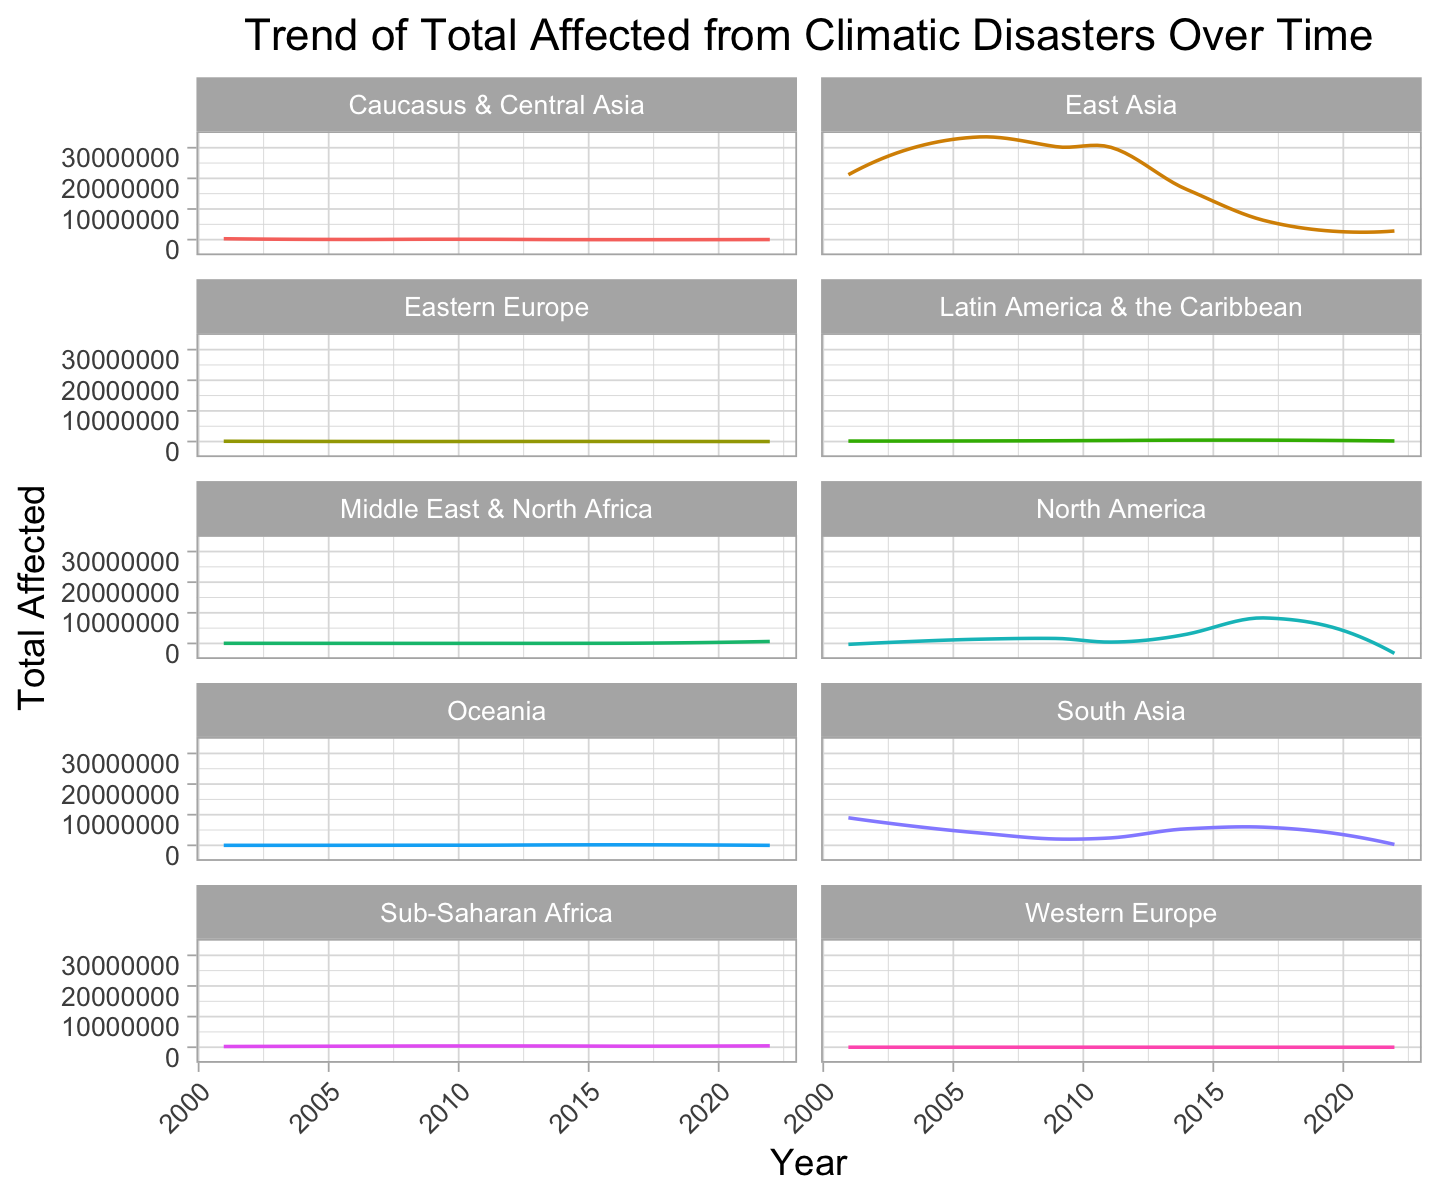 Trend of Total Affected from Climatic Disasters Over Time
Caucasus & Central Asia
East Asia
30000000
20000000
10000000
0
Eastern Europe
Latin America & the Caribbean
30000000
20000000
10000000
0
Middle East & North Africa
North America
30000000
20000000
10000000
0
Oceania
South Asia
30000000
20000000
10000000
0
Sub-Saharan Africa
Western Europe
30000000
20000000
10000000
0
2000
2005
2010
2015
2020
2000
2005
2010
2015
2020
Total Affected
Year